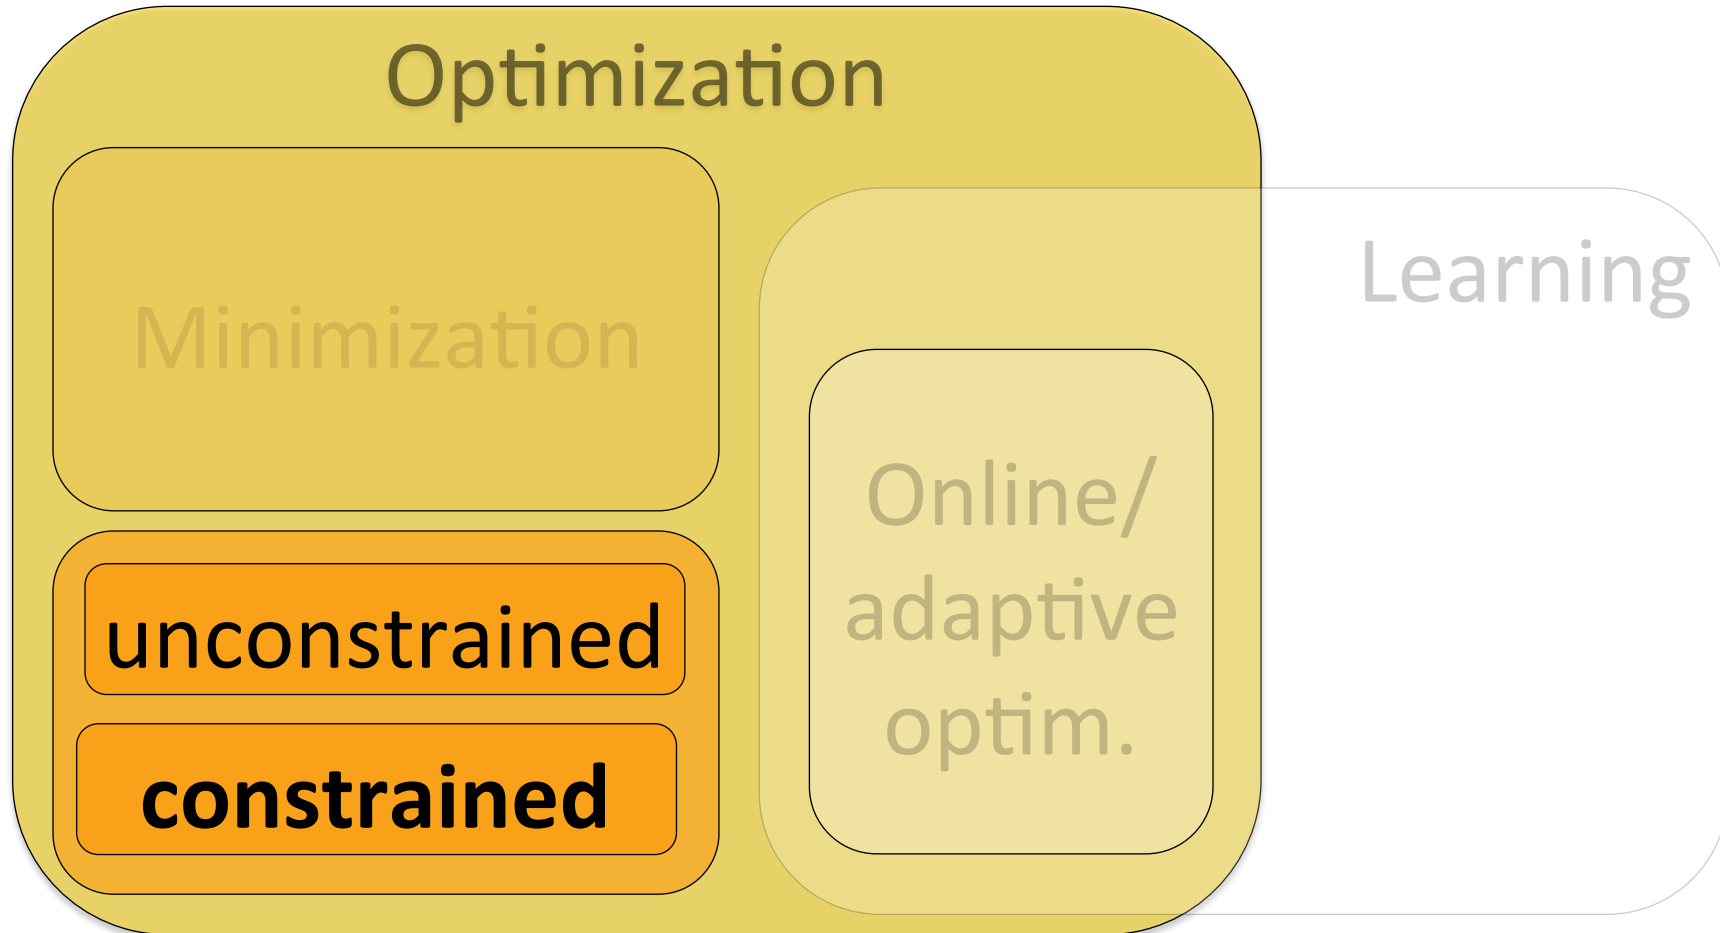 Optimization
Minimization
Learning
Online/
adaptive
optim.
unconstrained
constrained